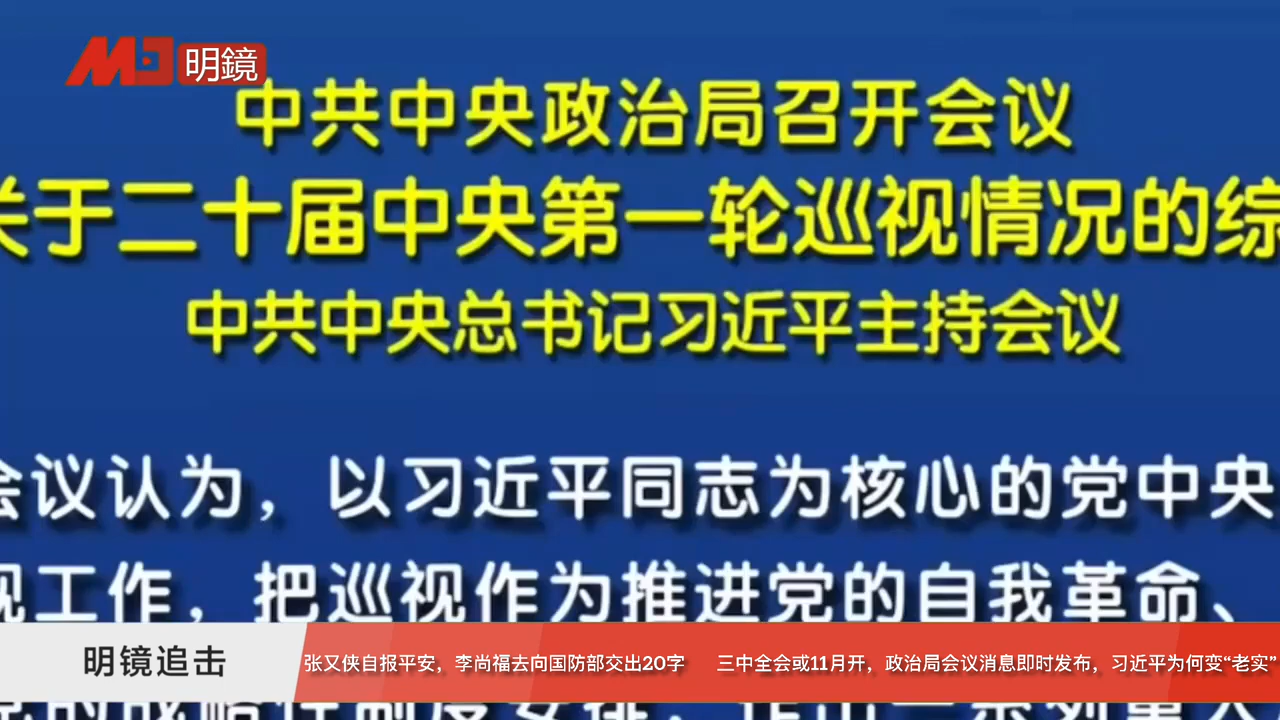 明鏡
中共中央政治局召开会议
关于二十届中央第一轮巡视情况的综
中共中央总书记习近平主持会议
会议认为，以习近平同志为核心的党中央
视工作，把巡视作为推进党的自我革命、
明镜追击
张又侠自报平安，李尚福去向国防部交出20字 三中全会或11月开，政治局会议消息即时发布，习近平为何变“老实”